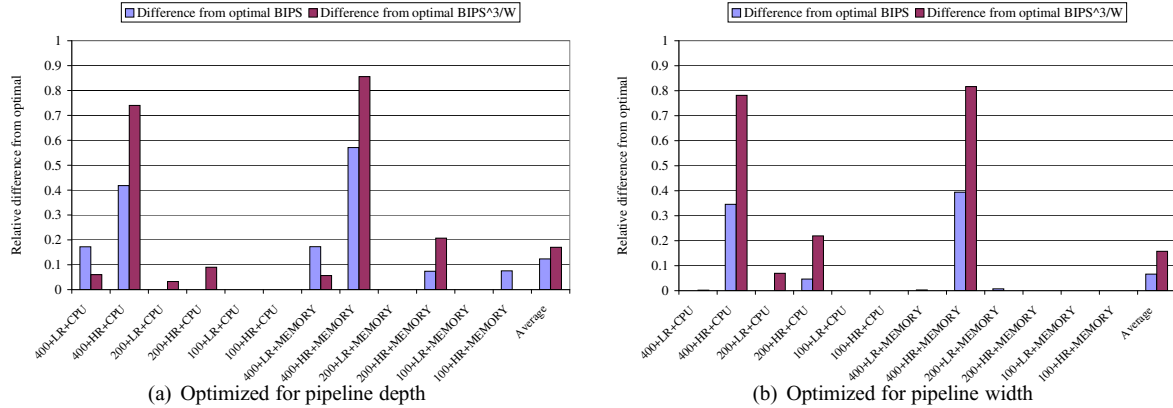 Difference from optimal BIPS Difference from optimal BIPS^3/W
Relative difference from optimal
1
0.9
0.8
0.7
0.6
0.5
0.4
0.3
0.2
0.1
0
400+LR+CPU
400+HR+CPU
200+LR+CPU
200+HR+CPU
100+LR+CPU
100+HR+CPU
400+LR+MEMORY
400+HR+MEMORY
200+LR+MEMORY
200+HR+MEMORY
100+LR+MEMORY
100+HR+MEMORY
Average
(a) Optimized for pipeline depth
Difference from optimal BIPS Difference from optimal BIPS^3/W
Relative difference from optimal
1
0.9
0.8
0.7
0.6
0.5
0.4
0.3
0.2
0.1
0
400+LR+CPU
400+HR+CPU
200+LR+CPU
200+HR+CPU
100+LR+CPU
100+HR+CPU
400+LR+MEMORY
400+HR+MEMORY
200+LR+MEMORY
200+HR+MEMORY
100+LR+MEMORY
100+HR+MEMORY
Average
(b) Optimized for pipeline width